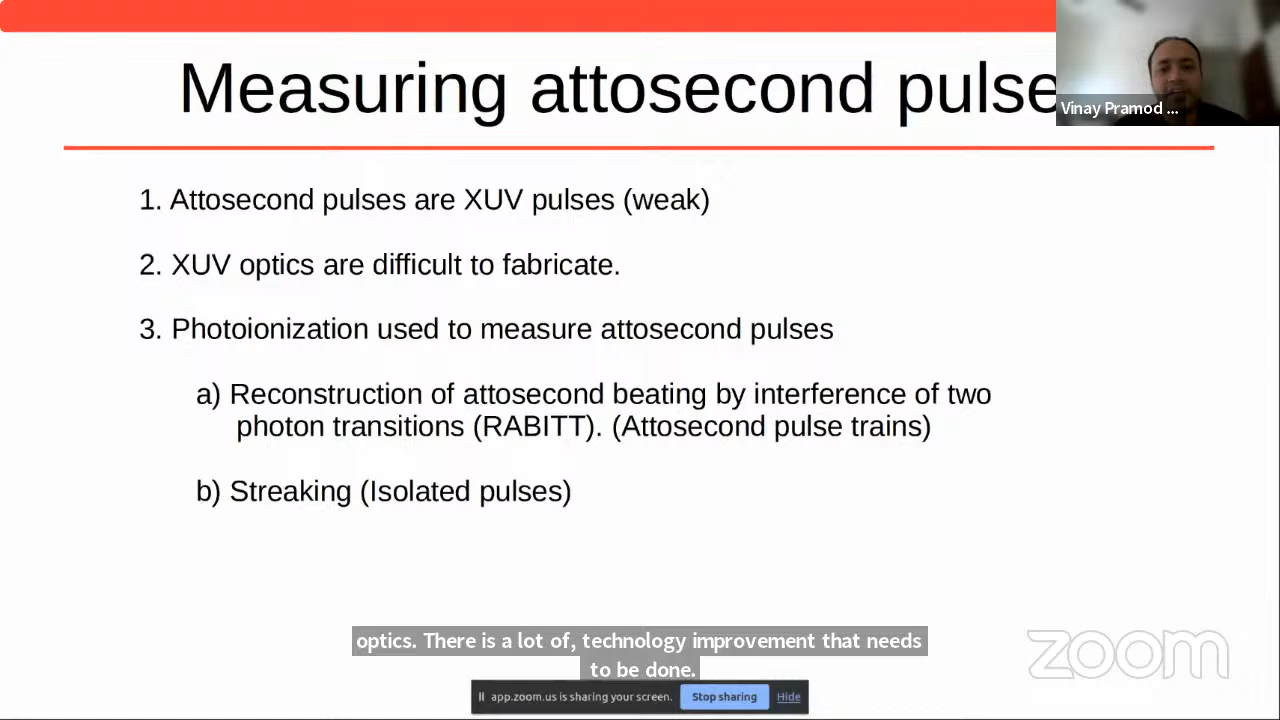 Measuring attosecond pulse
Vinay Pramod ...
1. Attosecond pulses are XUV pulses (weak)
2. XUV optics are difficult to fabricate.
3. Photoionization used to measure attosecond pulses
a) Reconstruction of attosecond beating by interference of two
photon transitions (RABITT). (Attosecond pulse trains)
b) Streaking (Isolated pulses)
optics. There is a lot of, technology improvement that needs
to be done.
zoom
app.zoom.us is sharing your screen. Stop sharing Hide